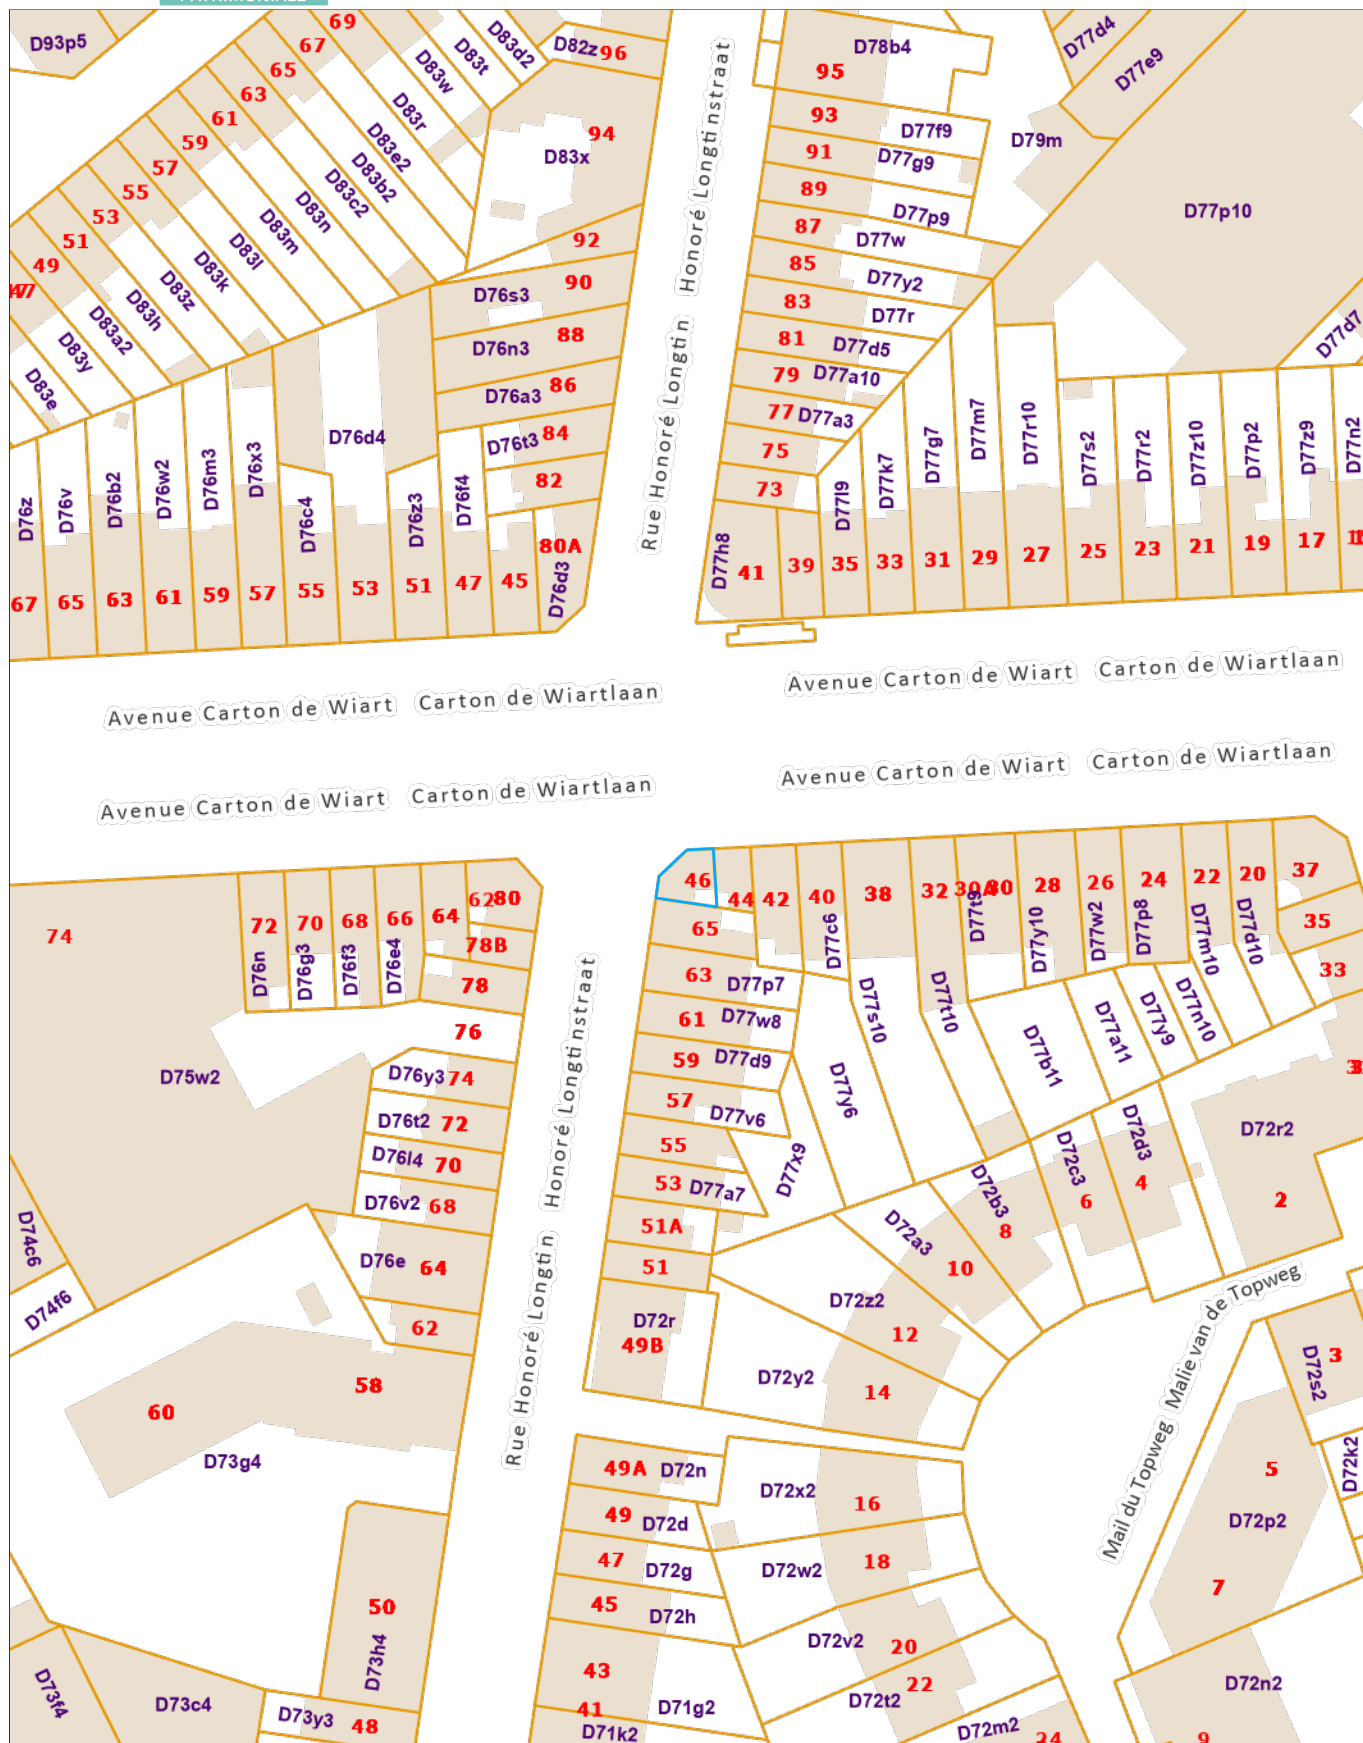 D93p5
69
67
65
63
61
59
57
55
53
51
49
D83d2
D83t
D83w
D83r
D83e2
D83b2
D83c2
D83n
D83m
D83l
D83k
D83z
D83h
D83a2
D83y
D83e
D82z 96
94
D83x
92
90
D76s3
88
D76n3
86
D76a3
84
D76t3
82
80A
D76d3
D76d4
D76z
D76v
D76b2
D76w2
D76m3
D76x3
D76c4
D76z3
D76f4
67
65
63
61
59
57
55
53
51
47
45
Rue Honoré Longtin Honoré Longtinstraat
D78b4
95
93
D77f9
91
D77g9
89
D77p9
87
D77w
85
D77y2
83
D77r
81
D77d5
79
D77a10
77
D77a3
75
73
D77d4
D77e9
D79m
D77p10
D77d7
D77h8
D77l9
D77k7
D77g7
D77m7
D77r10
D77s2
D77r2
D77z10
D77p2
D77z9
D77n2
41
39
35
33
31
29
27
25
23
21
19
17
Avenue Carton de Wiart Carton de Wiartlaan
Avenue Carton de Wiart Carton de Wiartlaan
Avenue Carton de Wiart Carton de Wiartlaan
Avenue Carton de Wiart Carton de Wiartlaan
74
72
70
68
66
64
62
80
78B
78
76
D76n
D76g3
D76f3
D76e4
D75w2
D76y3 74
D76t2 72
D76l4 70
D76v2 68
D76e
64
62
58
60
D73g4
D74c6
D74f6
50
D73h4
D73f4
D73c4
D73y3
48
Rue Honoré Longtin Honoré Longtinstraat
46
44
42
40
38
32
30A
30
28
26
24
22
20
37
35
33
65
63
D77p7
61
D77w8
59
D77d9
57
D77v6
55
53
D77a7
51A
51
D72r
49B
D77c6
D77s10
D77t10
D77t9
D77y10
D77w2
D77p8
D77m10
D77d10
D77y6
D77x9
D77b11
D77a11
D77y9
D77n10
D72r2
2
D72d3
4
D72c3
6
D72b3
8
D72a3
10
D72z2
12
D72y2
14
49A
D72n
49
D72d
47
D72g
45
D72h
43
41
D71g2
D71k2
D72x2
16
D72w2
18
D72v2
20
D72t2
22
D72m2
24
Mail du Topweg Malie van de Topweg
3
D72s2
D72k2
5
D72p2
7
D72n2
9